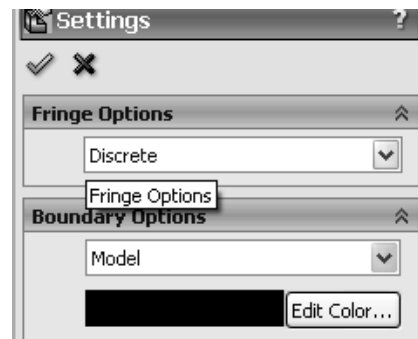 Settings ?
Fringe Options
Discrete
Fringe Options
Boundary Options
Model
Edit Color...